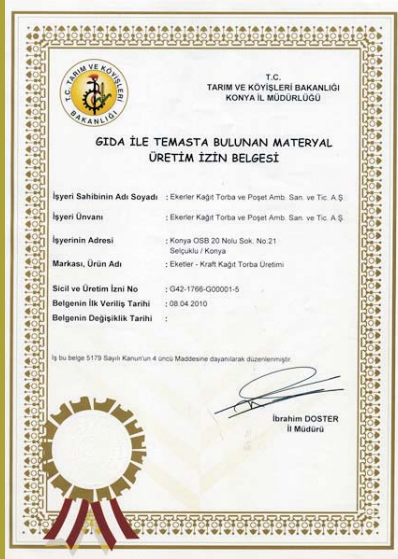 T.C. TARIM VE KÖYİŞLERİ BAKANLIĞI
T.C.
TARIM VE KÖYİŞLERİ BAKANLIĞI
KONYA İL MÜDÜRLÜĞÜ
GIDA İLE TEMASTA BULUNAN MATERYAL
ÜRETİM İZİN BELGESİ
İşyeri Sahibinin Adı Soyadı : Ekerler Kağıt Torba ve Poşet Amb. San. ve Tic. A.Ş.
İşyeri Ünvanı : Ekerler Kağıt Torba ve Poşet Amb. San. ve Tic. A.Ş.
İşyerinin Adresi : Konya OSB 20 Nolu Sok. No.21
Selçuklu / Konya
Markası, Ürün Adı : Eketler - Kraft Kağıt Torba Üretimi
Sicil ve Üretim İzni No : G42-1766-G00001-5
Belgenin İlk Veriliş Tarihi : 08.04.2010
Belgenin Değişiklik Tarihi :
İş bu belge 5179 Sayılı Kanun'un 4 üncü Maddesine dayanılarak düzenlenmiştir.
İbrahim DOSTER
İl Müdürü